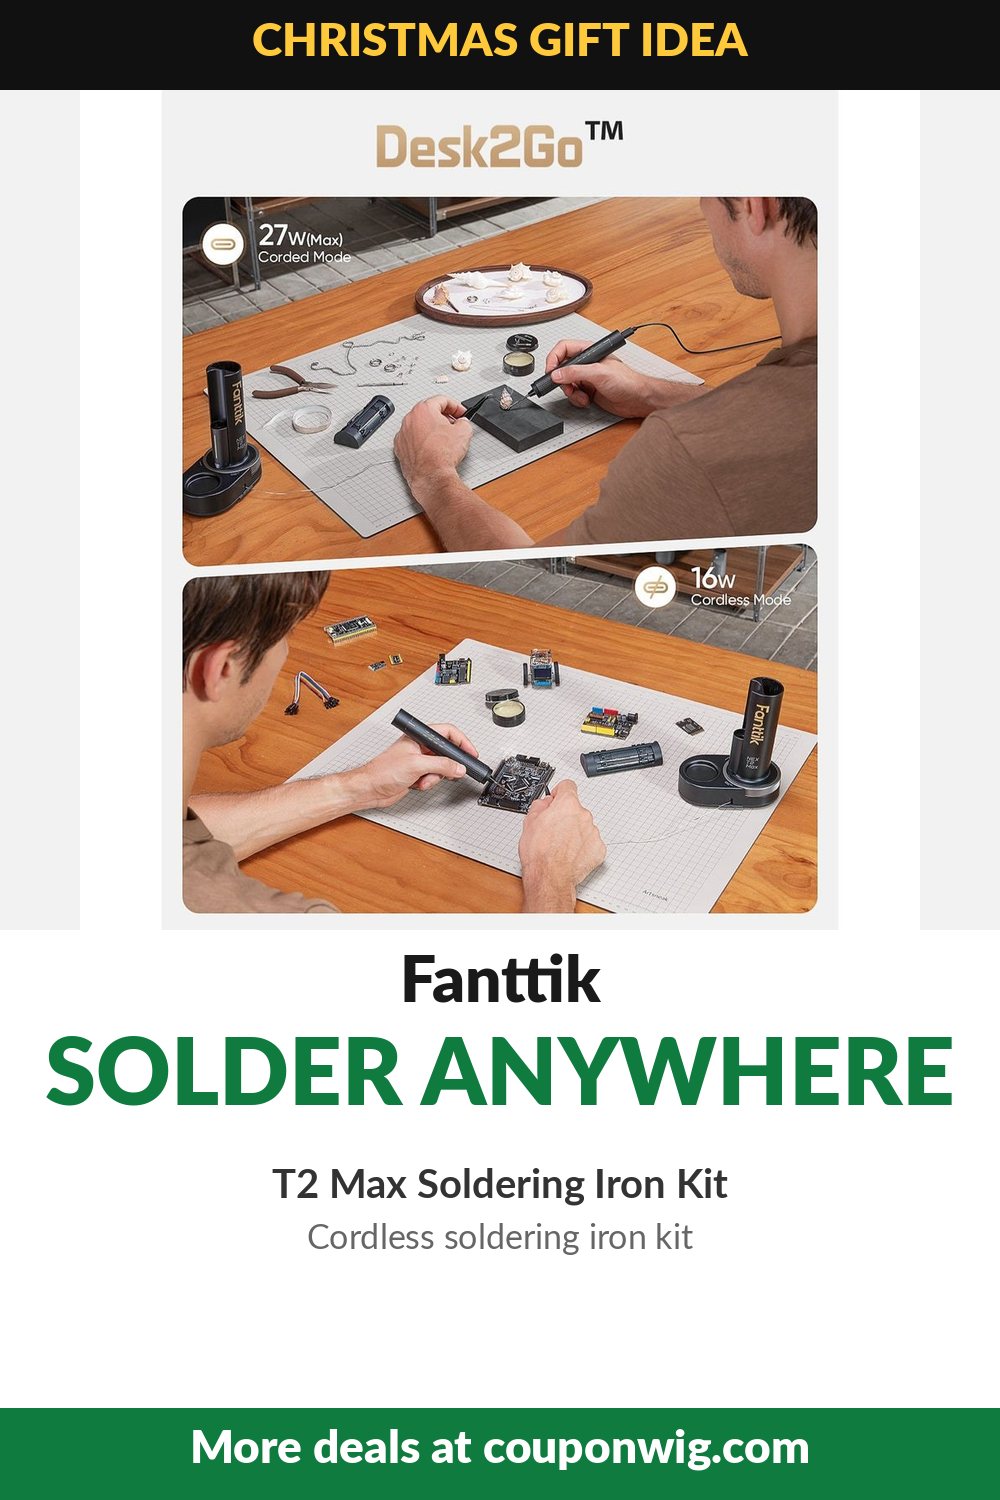 CHRISTMAS GIFT IDEA
Desk2Go™
27W(Max)
Corded Mode
Fanttik
16W
Cordless Mode
Fanttik
Artsneak
Fanttik
SOLDER ANYWHERE
T2 Max Soldering Iron Kit
Cordless soldering iron kit
More deals at couponwig.com